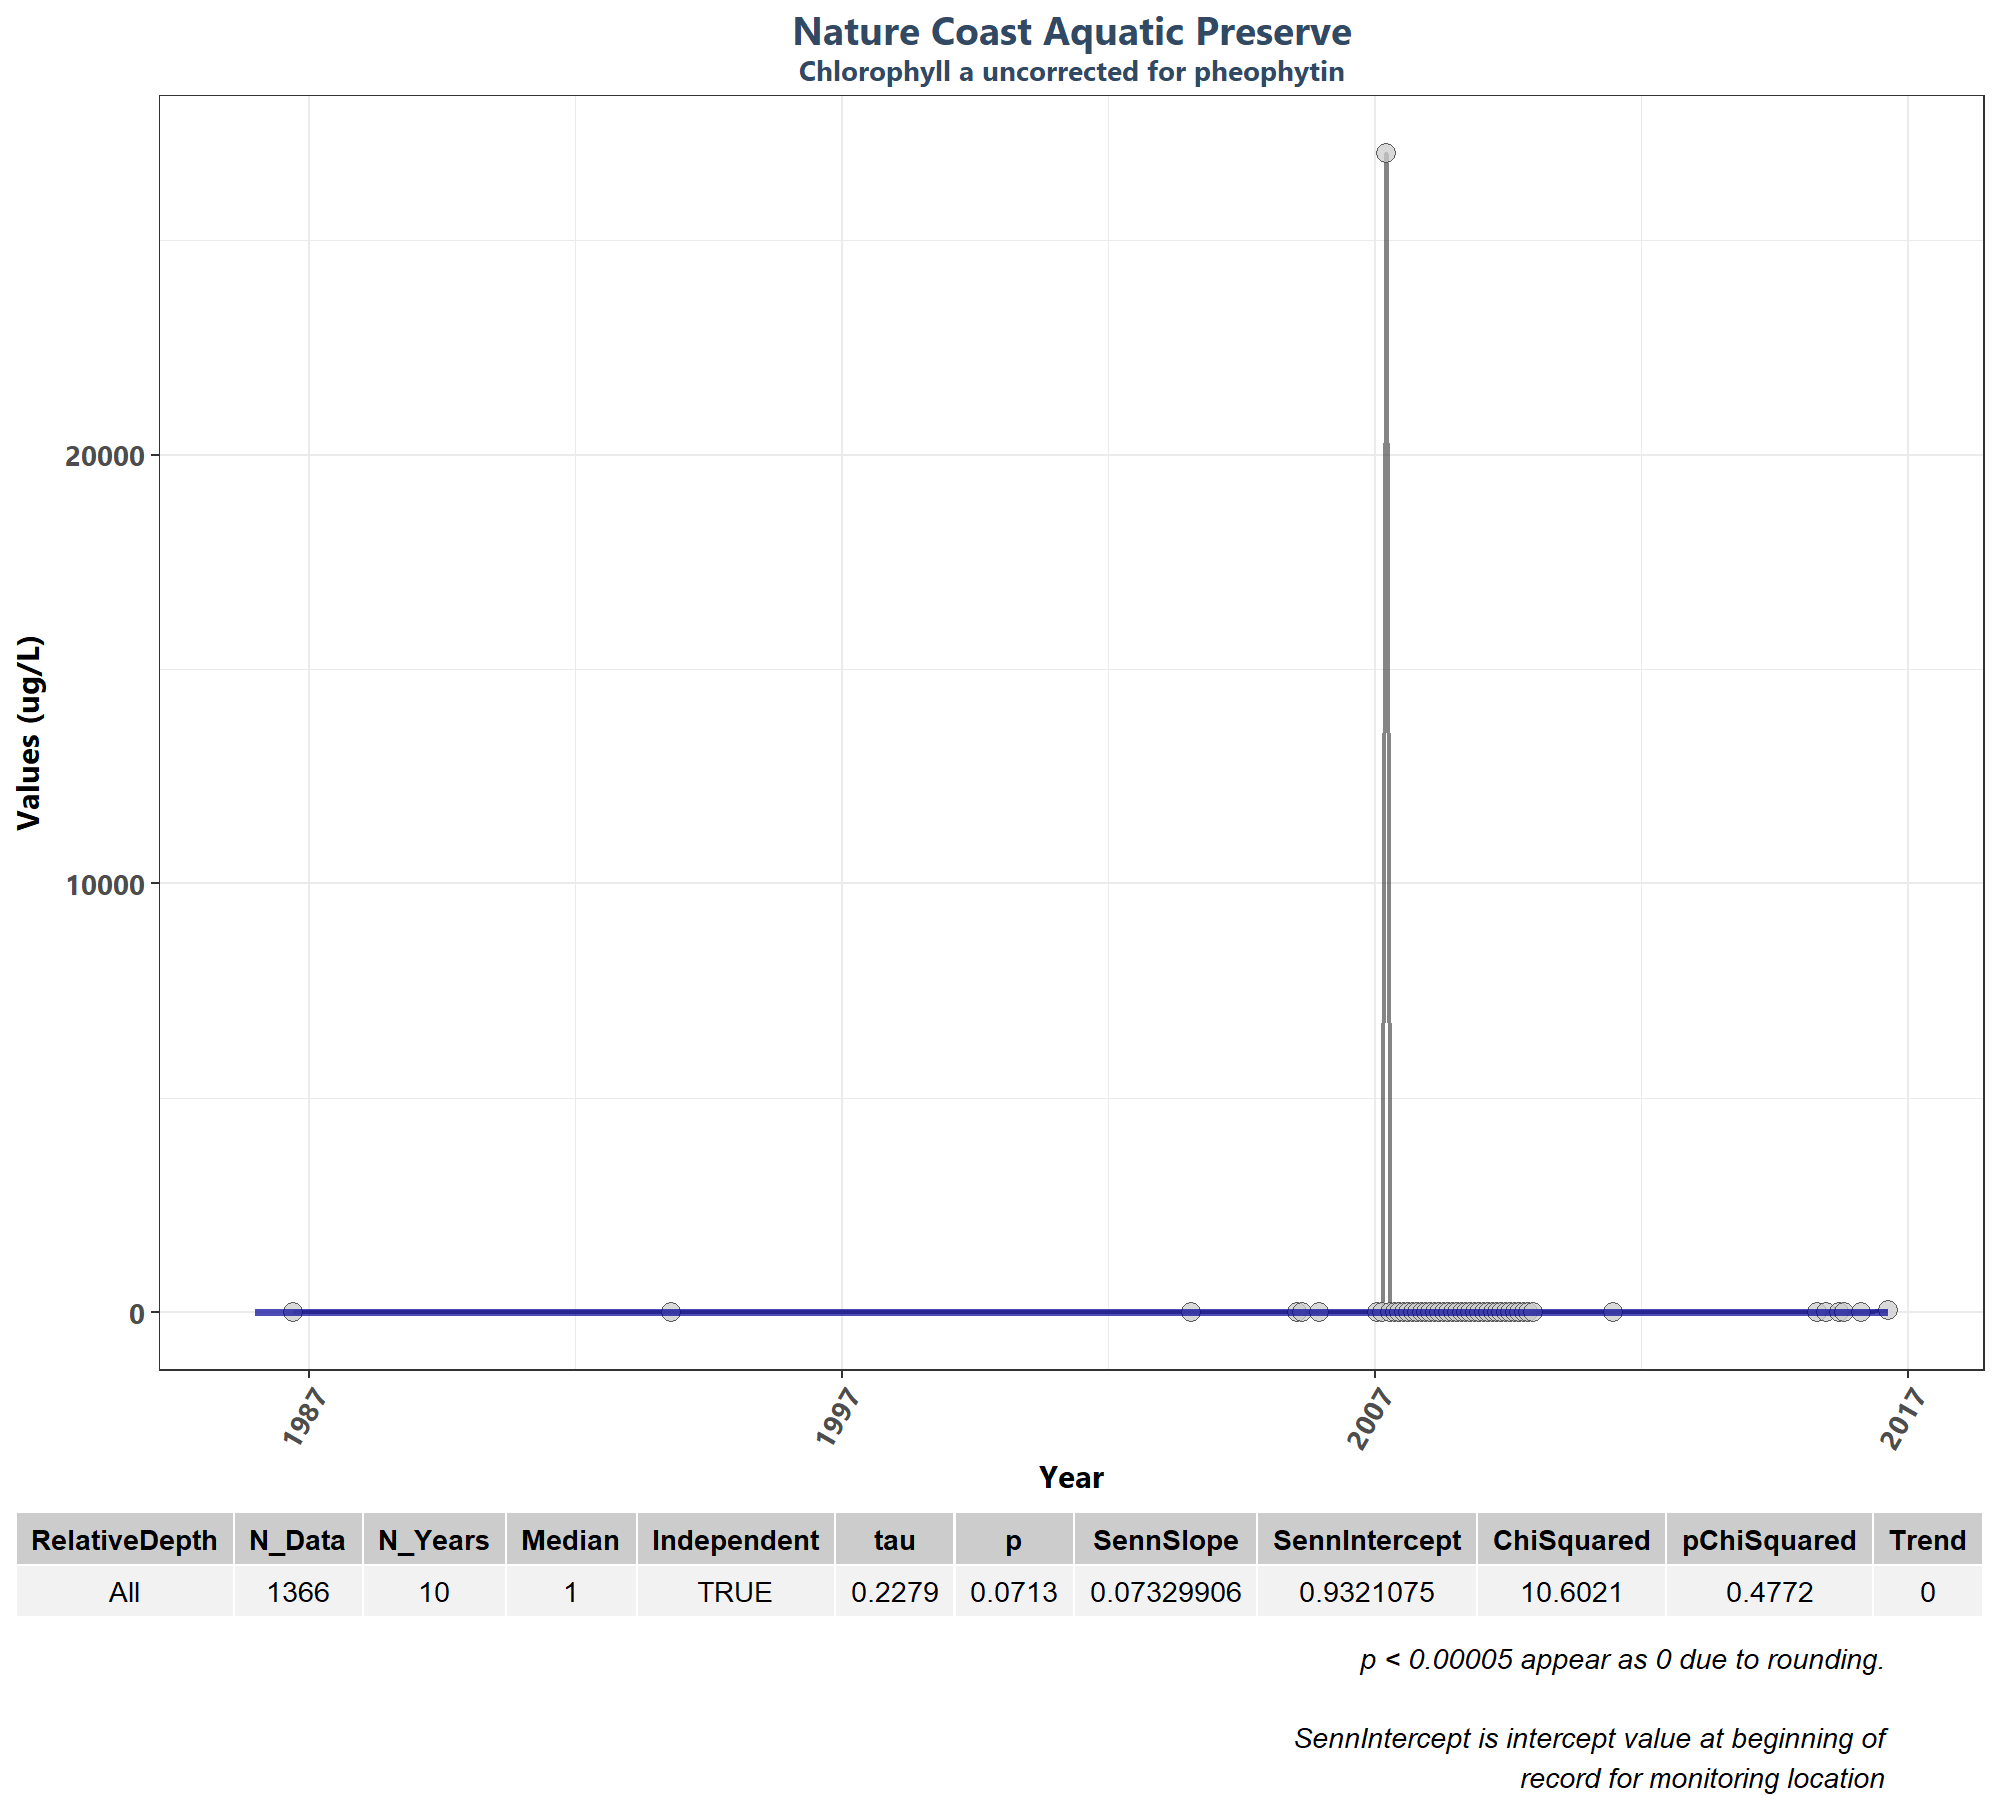 Nature Coast Aquatic Preserve
Chlorophyll a uncorrected for pheophytin
Values (ug/L)
20000
10000
0
1987
1997
2007
2017
Year
RelativeDepth N_Data N_Years Median Independent tau p SennSlope SennIntercept ChiSquared pChiSquared Trend
All 1366 10 1 TRUE 0.2279 0.0713 0.07329906 0.9321075 10.6021 0.4772 0
p < 0.00005 appear as 0 due to rounding.
SennIntercept is intercept value at beginning of
record for monitoring location